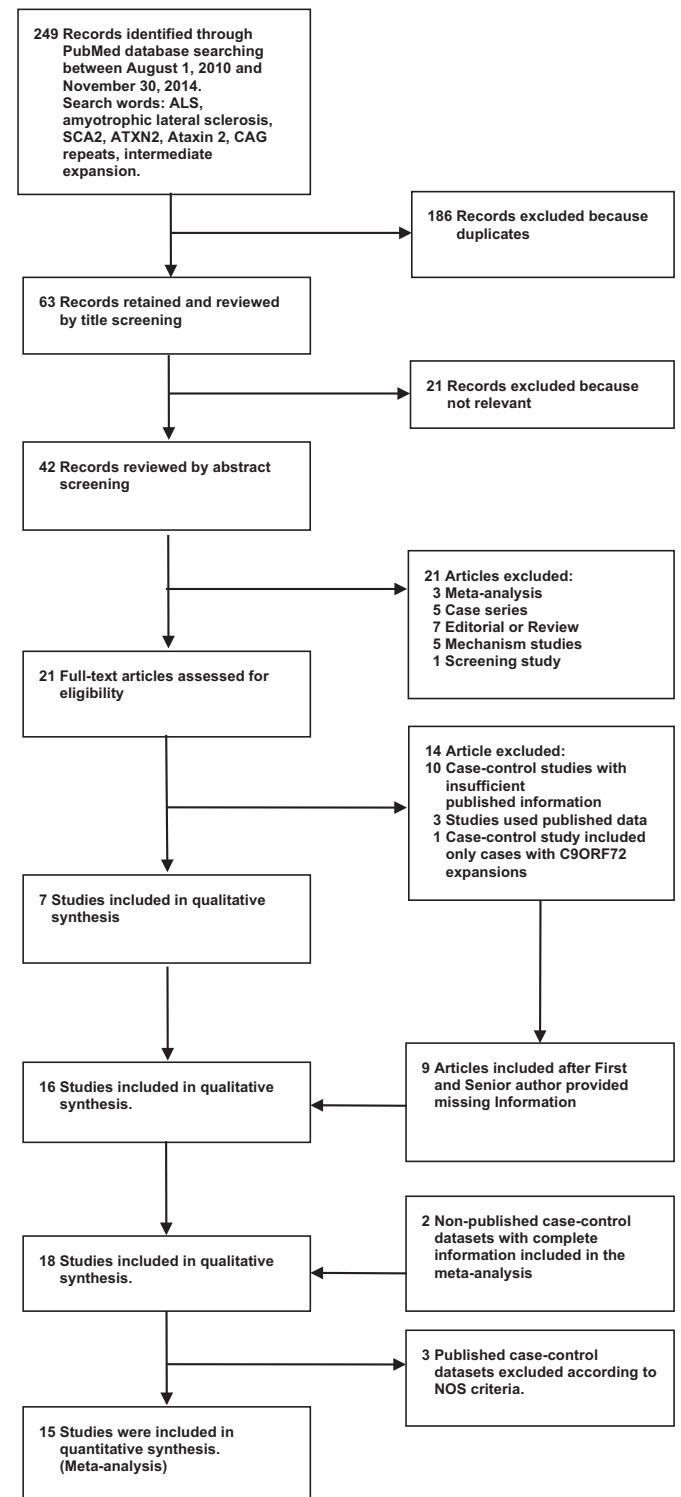 249 Records identified through
PubMed database searching
between August 1, 2010 and
November 30, 2014.
Search words: ALS,
amyotrophic lateral sclerosis,
SCA2, ATXN2, Ataxin 2, CAG
repeats, intermediate
expansion.
186 Records excluded because
duplicates
63 Records retained and reviewed
by title screening
21 Records excluded because
not relevant
42 Records reviewed by abstract
screening
21 Articles excluded:
3 Meta-analysis
5 Case series
7 Editorial or Review
5 Mechanism studies
1 Screening study
21 Full-text articles assessed for
eligibility
14 Article excluded:
10 Case-control studies with
insufficient
published information
3 Studies used published data
1 Case-control study included
only cases with C9ORF72
expansions
7 Studies included in qualitative
synthesis
9 Articles included after First
and Senior author provided
missing Information
16 Studies included in qualitative
synthesis.
2 Non-published case-control
datasets with complete
information included in the
meta-analysis
18 Studies included in qualitative
synthesis.
3 Published case-control
datasets excluded according to
NOS criteria.
15 Studies were included in
quantitative synthesis.
(Meta-analysis)